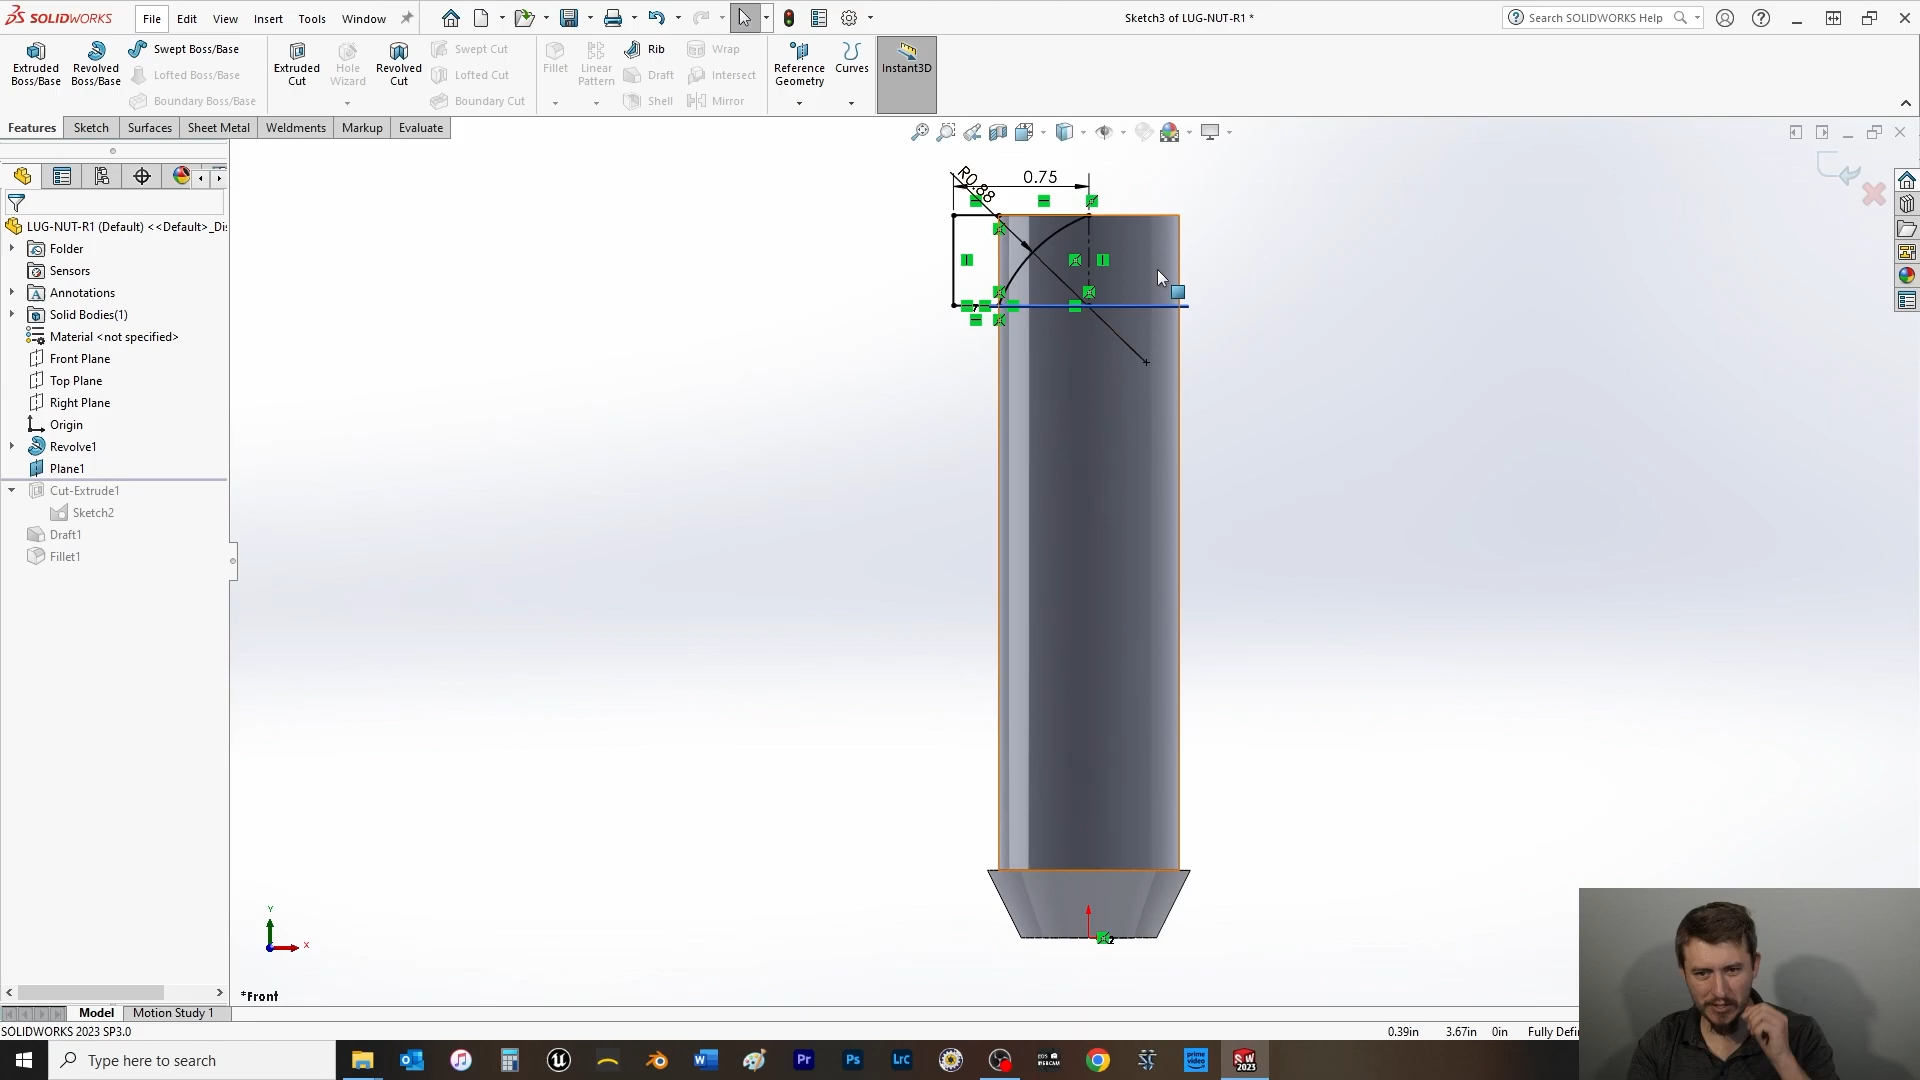 SOLIDWORKS
File Edit View Insert Tools Window
Sketch3 of LUG-NUT-R1 *
Search SOLIDWORKS Help
Extruded Boss/Base
Revolved Boss/Base
Swept Boss/Base
Lofted Boss/Base
Boundary Boss/Base
Extruded Cut
Hole Wizard
Revolved Cut
Swept Cut
Lofted Cut
Boundary Cut
Fillet
Linear Pattern
Rib
Draft
Shell
Wrap
Intersect
Mirror
Reference Geometry
Curves
Instant3D
Features Sketch Surfaces Sheet Metal Weldments Markup Evaluate
LUG-NUT-R1 (Default) <<Default>_Di
Folder
Sensors
Annotations
Solid Bodies(1)
Material <not specified>
Front Plane
Top Plane
Right Plane
Origin
Revolve1
Plane1
Cut-Extrude1
Sketch2
Draft1
Fillet1
R0.88
0.75
2
Y
X
*Front
Model Motion Study 1
SOLIDWORKS 2023 SP3.0
0.39in 3.67in 0in Fully Defi
Type here to search